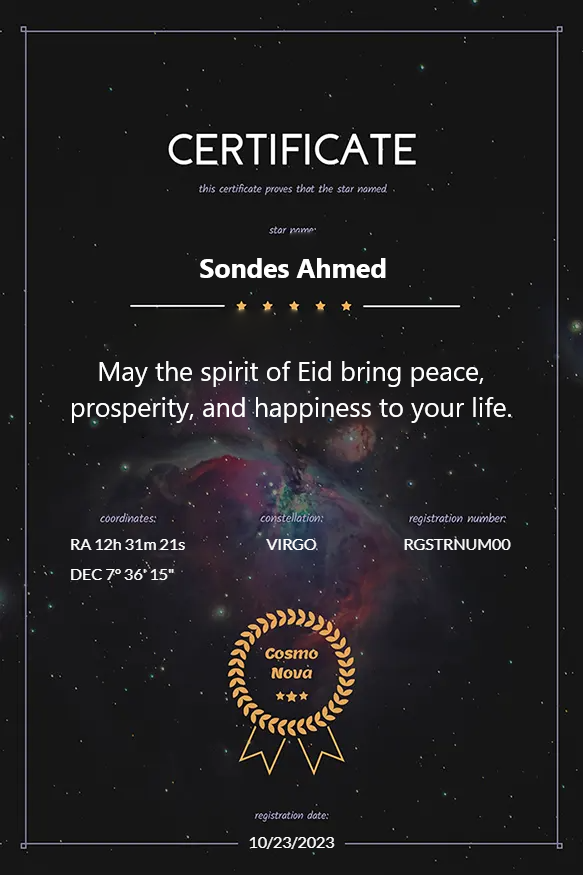 CERTIFICATE
this certificate proves that the star named
star name:
Sondes Ahmed
May the spirit of Eid bring peace,
prosperity, and happiness to your life.
coordinates:
RA 12h 31m 21s
DEC 7° 36' 15"
constellation:
VIRGO
registration number:
RGSTRNUM00
Cosmo
Nova
registration date:
10/23/2023